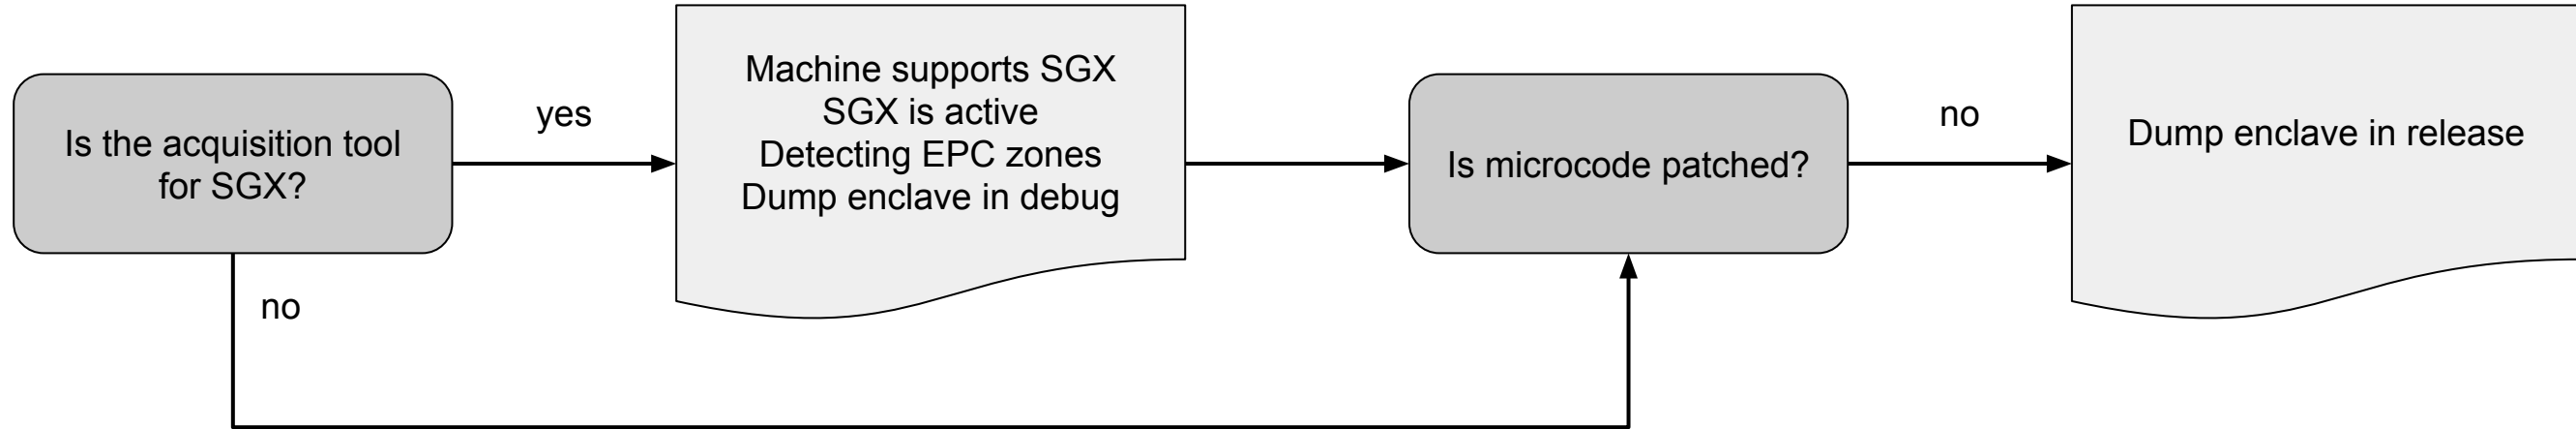 Is the acquisition tool
for SGX?
yes
no
Machine supports SGX
SGX is active
Detecting EPC zones
Dump enclave in debug
Is microcode patched?
no
Dump enclave in release